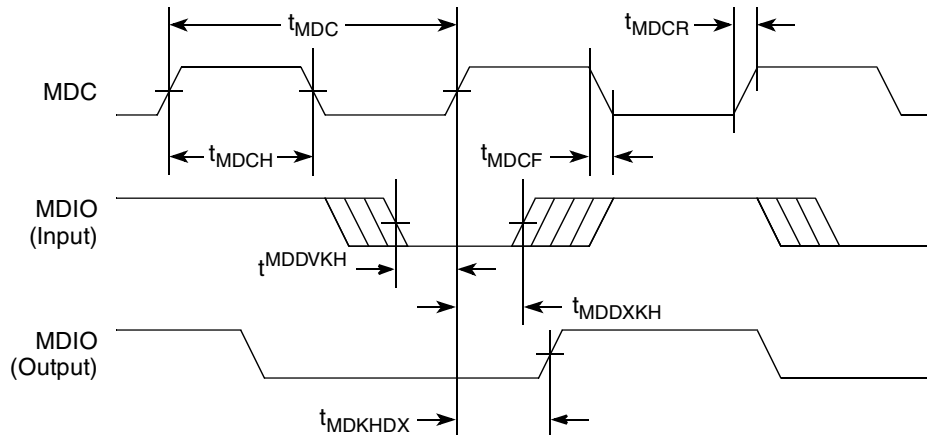 tMDC
tMDCR
MDC
tMDCH
tMDCF
MDIO
(Input)
tMDDVKH
tMDDXKH
MDIO
(Output)
tMDKHDX